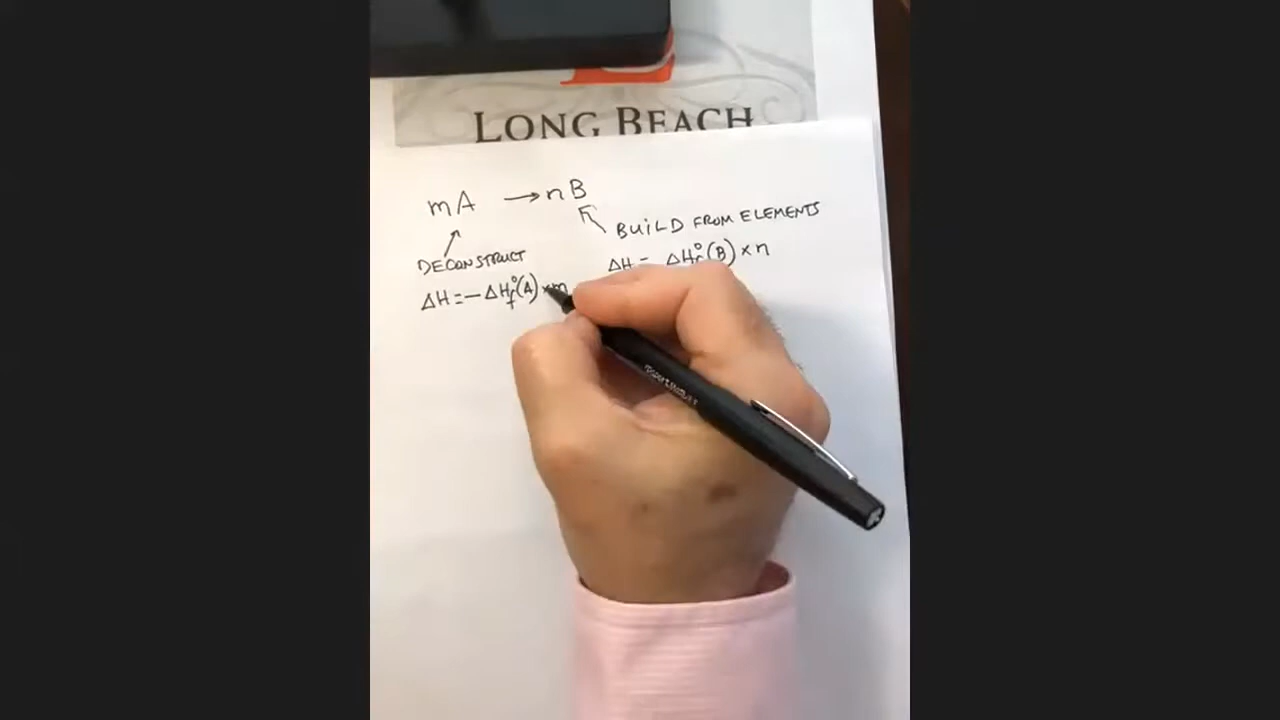 LONG BEACH
mA → nB
BUILD FROM ELEMENTS
DECONSTRUCT
ΔH = ΔH°f(B) × n
ΔH = -ΔH°f(A) × m